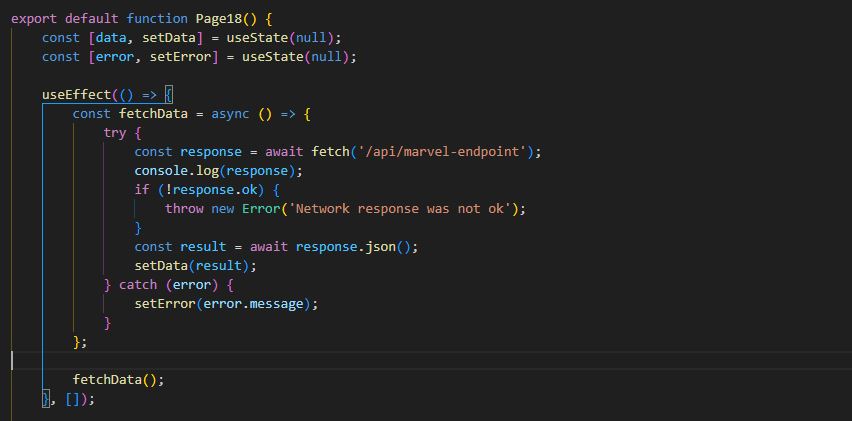 export default function Page18() {
    const [data, setData] = useState(null);
    const [error, setError] = useState(null);

    useEffect(() => {
        const fetchData = async () => {
            try {
                const response = await fetch('/api/marvel-endpoint');
                console.log(response);
                if (!response.ok) {
                    throw new Error('Network response was not ok');
                }
                const result = await response.json();
                setData(result);
            } catch (error) {
                setError(error.message);
            }
        };

        fetchData();
    }, []);